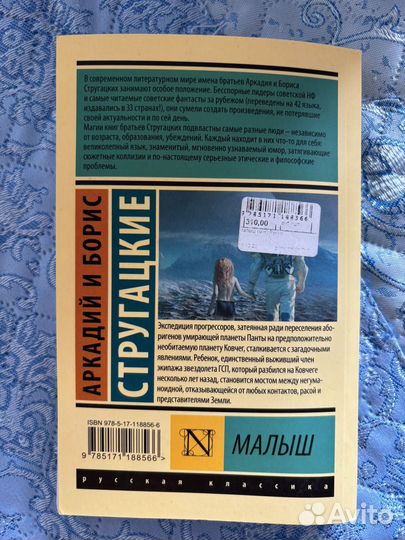 В современном литературном мире имена братьев Аркадия и Бориса
Стругацких занимают особое положение. Бесспорные лидеры советской НФ
и самые читаемые советские фантасты за рубежом (переведены на 42 языка,
издавались в 33 странах!), они сумели создать произведения, не потерявшие
своей актуальности и по сей день.
Магии книг братьев Стругацких подвластны самые разные люди – независимо
от возраста, образования, убеждений. Каждый находит в них что-то для себя:
великолепный язык, знаменитый, мгновенно узнаваемый юмор, затягивающие
сюжетные коллизии и по-настоящему серьезные этические и философские
проблемы.
АРКАДИЙ И БОРИС
СТРУГАЦКИЕ
9 785171 144366
310,00
Экспедиция прогрессоров, затеянная ради переселения або-
ригенов умирающей планеты Панты на предположительно
необитаемую планету Ковчег, сталкивается с загадочными
явлениями. Ребенок, единственный выживший член
экипажа звездолета ГСП, который разбился на Ковчеге
несколько лет назад, становится мостом между негума-
ноидной, отказывающейся от любых контактов, расой и
представителями Земли.
ISBN 978-5-17-118856-6
9 785171 188566 >
N
МАЛЫШ
русская классика
Avito